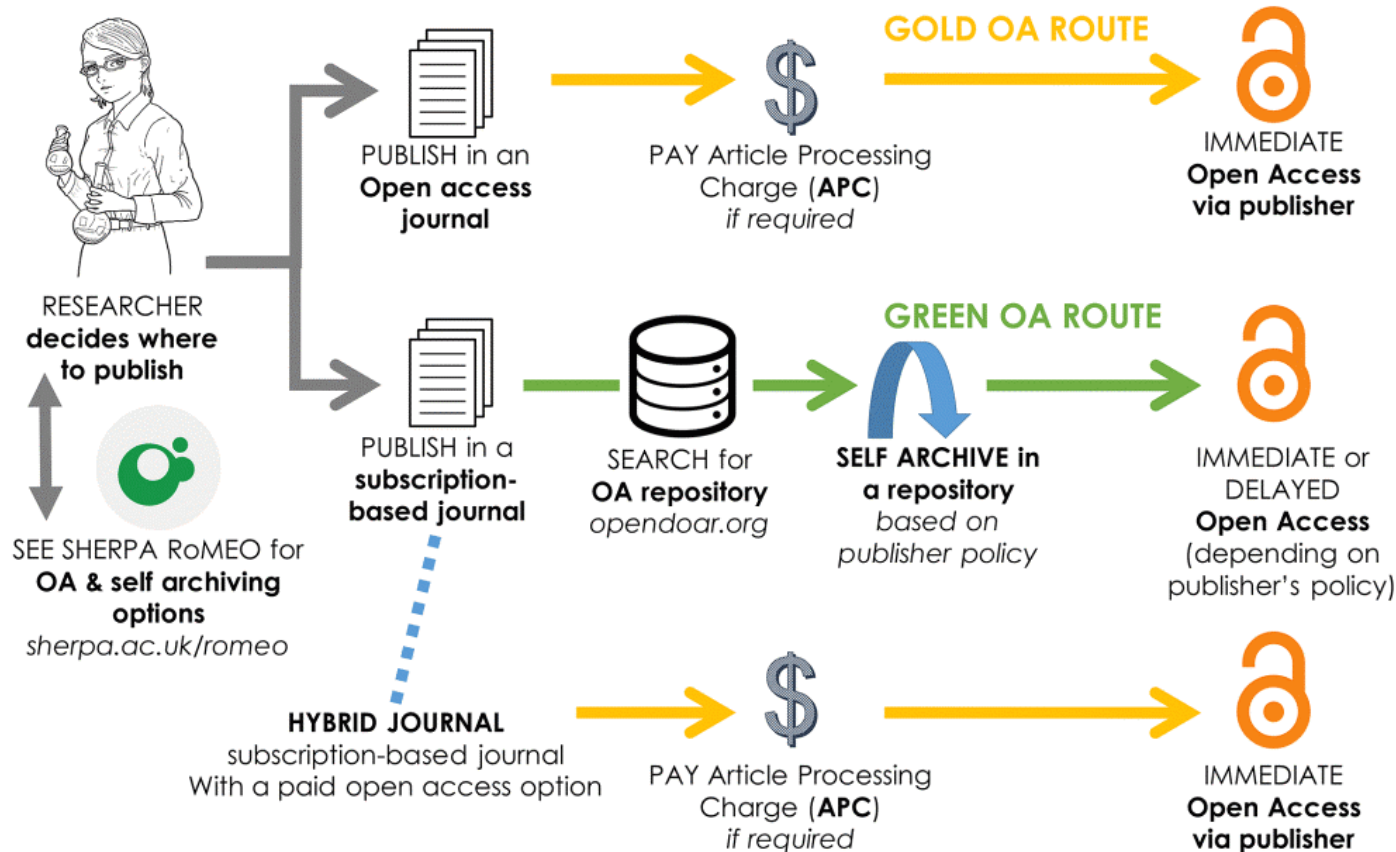 GOLD OA ROUTE
PUBLISH in an
Open access
journal
PAY Article Processing
Charge (APC)
if required
IMMEDIATE
Open Access
via publisher
RESEARCHER
decides where
to publish
SEE SHERPA RoMEO for
OA & self archiving
options
sherpa.ac.uk/romeo
GREEN OA ROUTE
PUBLISH in a
subscription-
based journal
SEARCH for
OA repository
opendoar.org
SELF ARCHIVE in
a repository
based on
publisher policy
IMMEDIATE or
DELAYED
Open Access
(depending on
publisher's policy)
HYBRID JOURNAL
subscription-based journal
With a paid open access option
PAY Article Processing
Charge (APC)
if required
IMMEDIATE
Open Access
via publisher